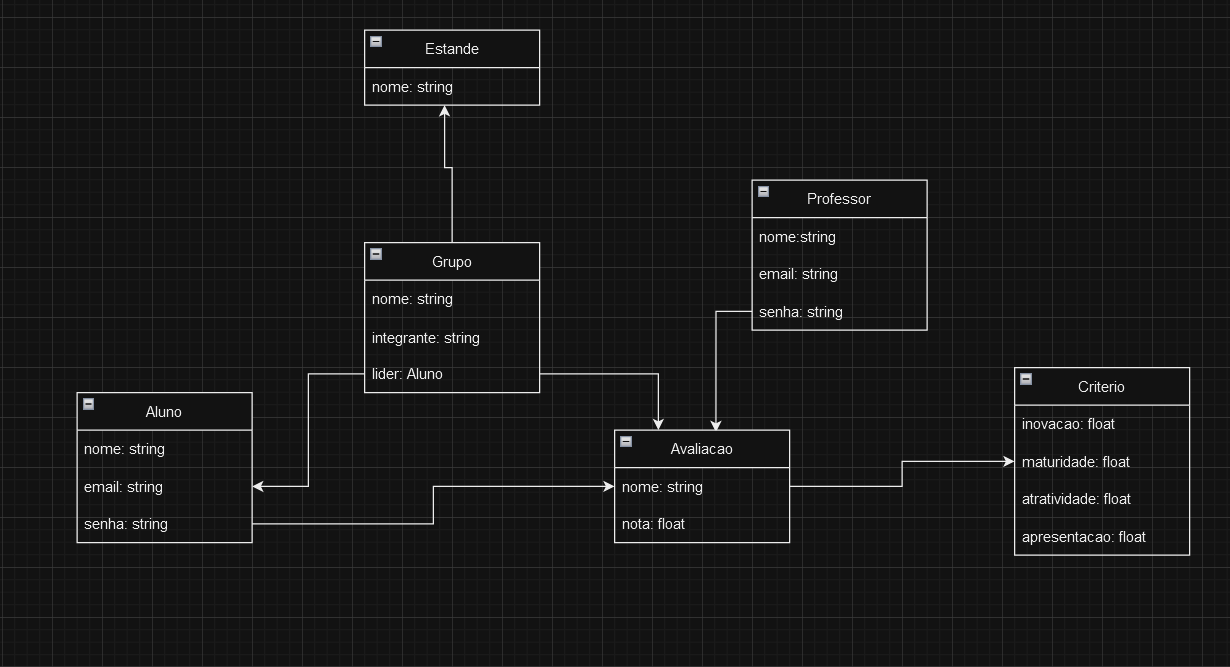 Estande
nome: string
Professor
nome:string
email: string
senha: string
Grupo
nome: string
integrante: string
lider: Aluno
Aluno
nome: string
email: string
senha: string
Avaliacao
nome: string
nota: float
Criterio
inovacao: float
maturidade: float
atratividade: float
apresentacao: float